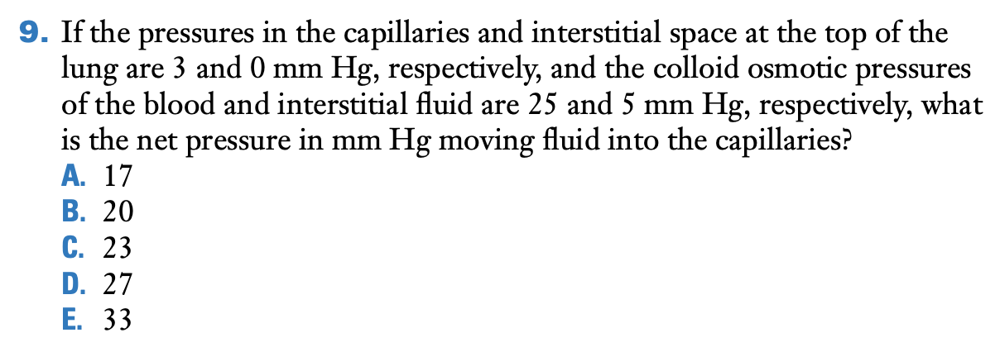 9. If the pressures in the capillaries and interstitial space at the top of the
lung are 3 and 0 mm Hg, respectively, and the colloid osmotic pressures
of the blood and interstitial fluid are 25 and 5 mm Hg, respectively, what
is the net pressure in mm Hg moving fluid into the capillaries?
A. 17
B. 20
C. 23
D. 27
E. 33